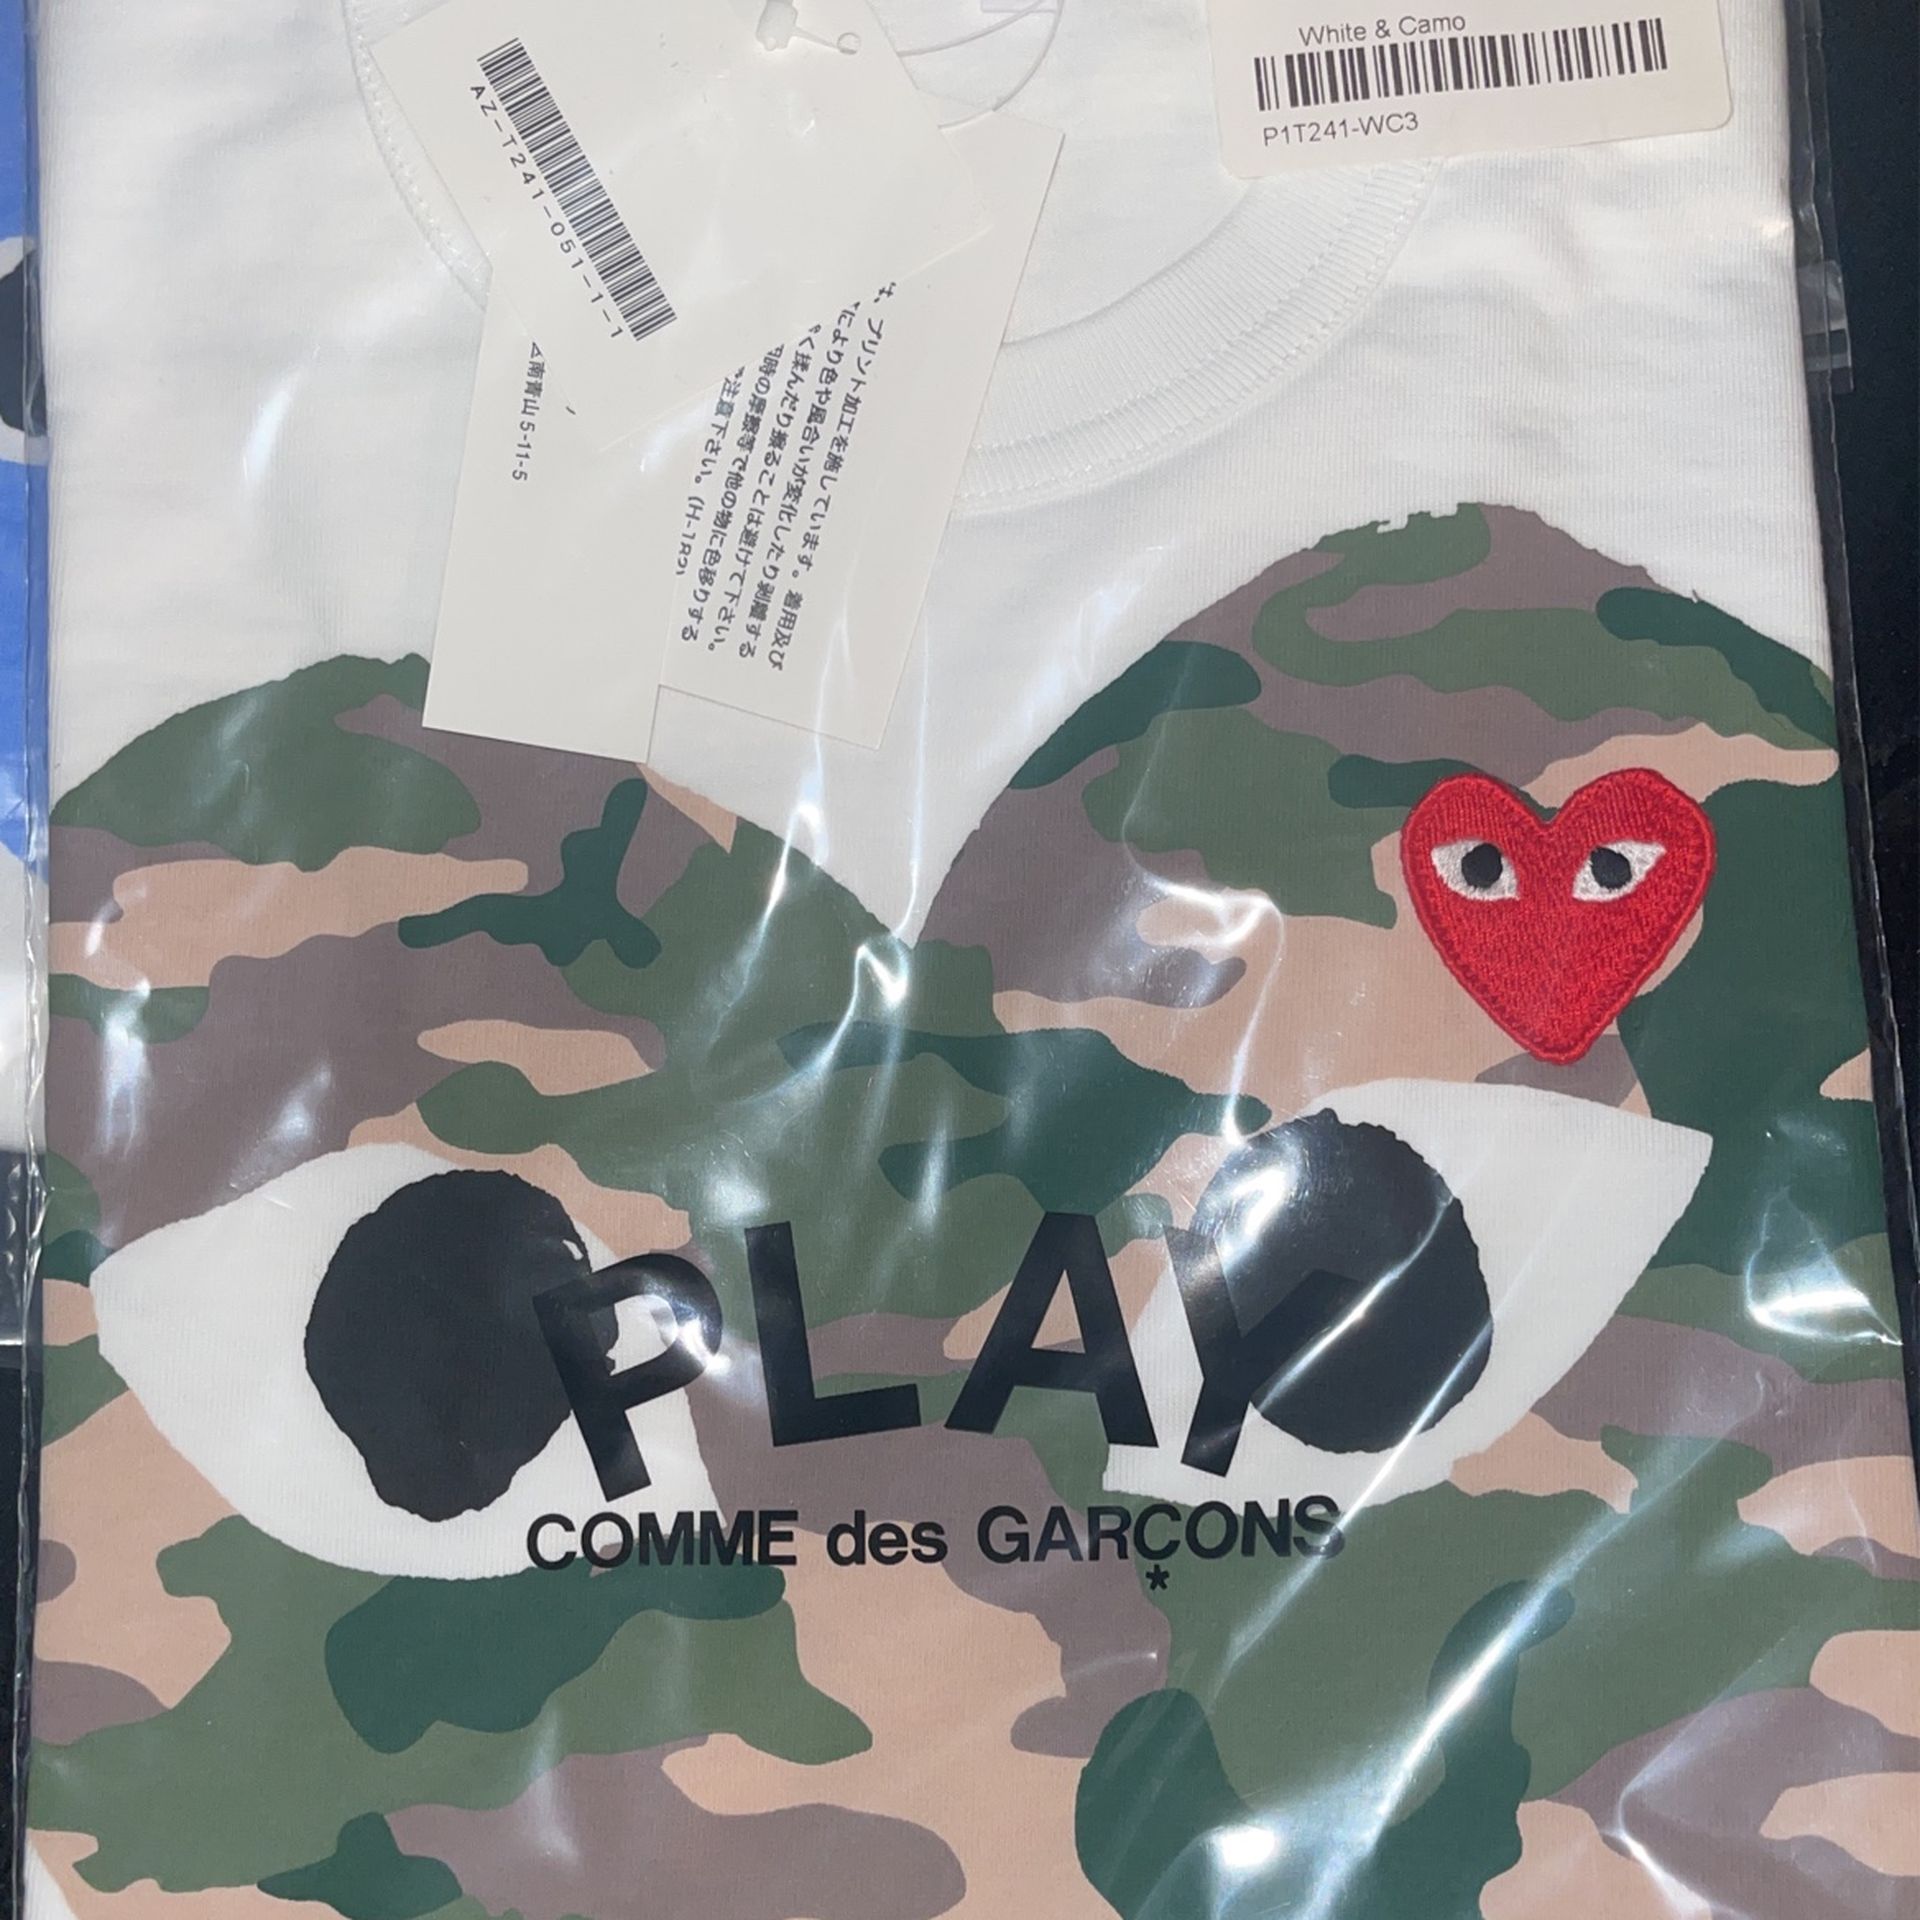 White & Camo
P1T241-WC3
AZ-T241-051-1-1
南青山5-11-5
プリント加工を施しています。着用及び
により色や風合いが変化したり剥離する
く揉んだり擦ることは避けて下さい。
の摩擦等で他の物に色移りする
注意下さい。
PLAY
COMME des GARÇONS
*